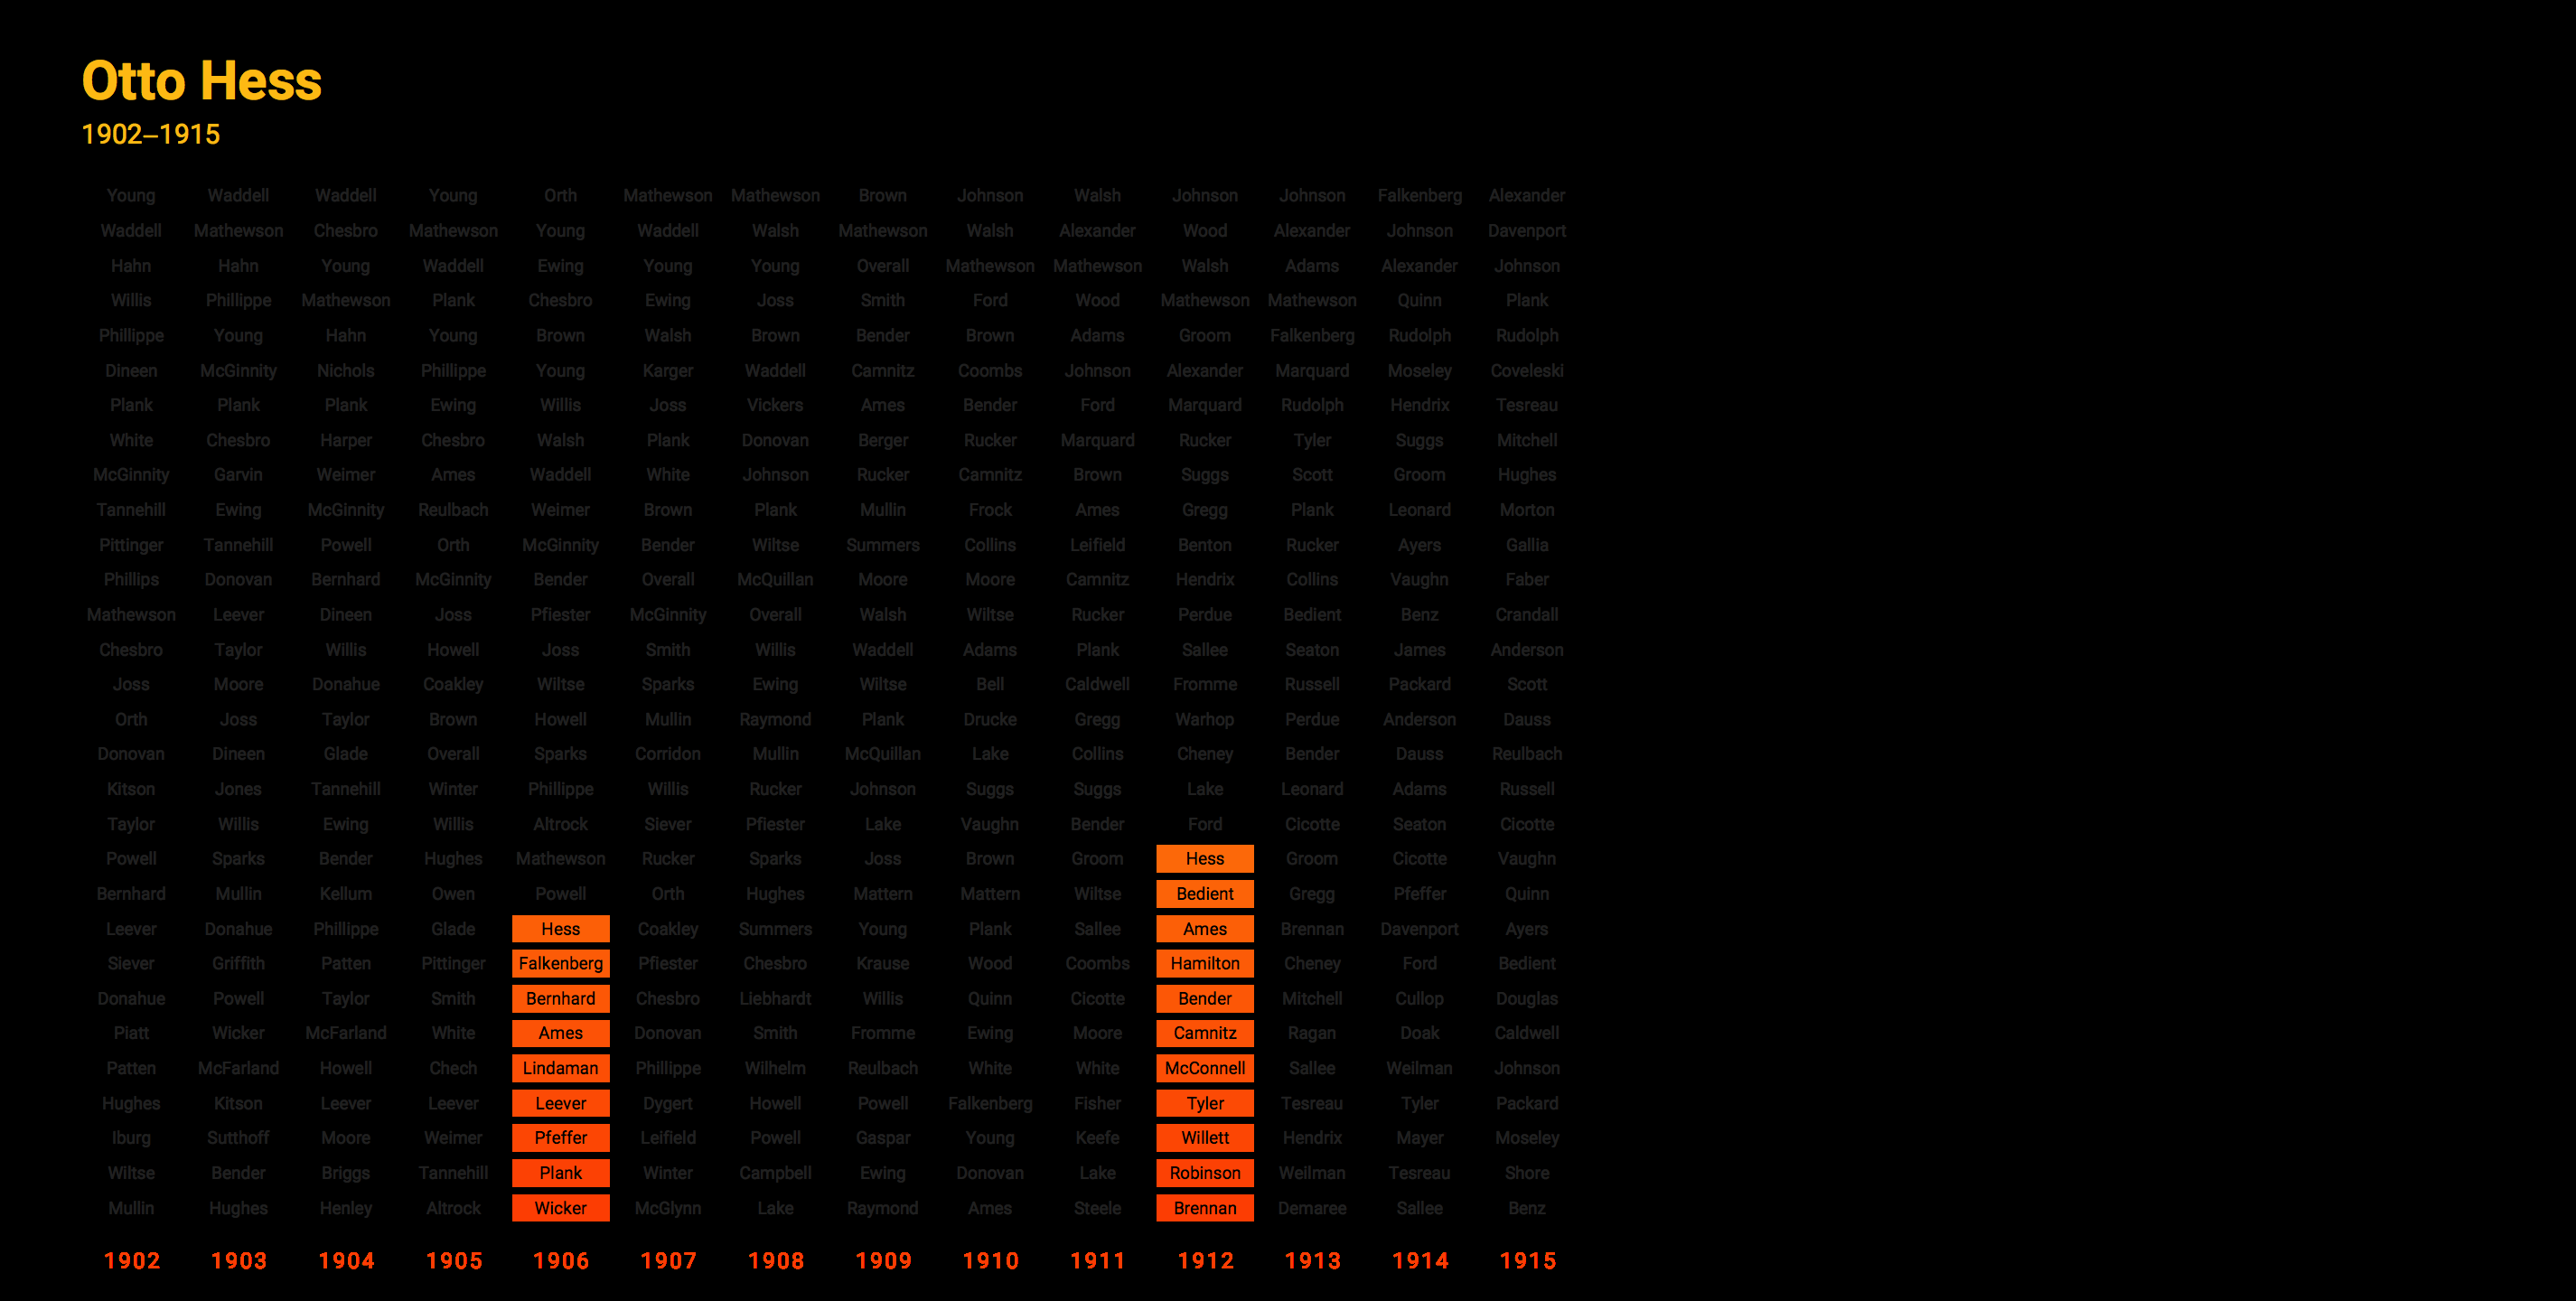 Otto Hess
1902–1915
Young Waddell Waddell Young Orth Mathewson Mathewson Brown Johnson Walsh Johnson Johnson Falkenberg Alexander
Waddell Mathewson Chesbro Mathewson Young Waddell Walsh Mathewson Walsh Alexander Wood Alexander Johnson Davenport
Hahn Hahn Young Waddell Ewing Young Young Overall Mathewson Mathewson Walsh Adams Alexander Johnson
Willis Phillippe Mathewson Plank Chesbro Ewing Joss Smith Ford Wood Mathewson Mathewson Quinn Plank
Phillippe Young Hahn Young Brown Walsh Brown Bender Brown Adams Groom Falkenberg Rudolph Rudolph
Dineen McGinnity Nichols Phillippe Young Karger Waddell Camnitz Coombs Johnson Alexander Marquard Moseley Coveleski
Plank Plank Plank Ewing Willis Joss Vickers Ames Bender Ford Marquard Rudolph Hendrix Tesreau
White Chesbro Harper Chesbro Walsh Plank Donovan Berger Rucker Marquard Rucker Tyler Suggs Mitchell
McGinnity Garvin Weimer Ames Waddell White Johnson Rucker Camnitz Brown Suggs Scott Groom Hughes
Tannehill Ewing McGinnity Reulbach Weimer Brown Plank Mullin Frock Ames Gregg Plank Leonard Morton
Pittinger Tannehill Powell Orth McGinnity Bender Wiltse Summers Collins Leifield Benton Rucker Ayers Gallia
Phillips Donovan Bernhard McGinnity Bender Overall McQuillan Moore Moore Camnitz Hendrix Collins Vaughn Faber
Mathewson Leever Dineen Joss Pfiester McGinnity Overall Walsh Wiltse Rucker Perdue Bedient Benz Crandall
Chesbro Taylor Willis Howell Joss Smith Willis Waddell Adams Plank Sallee Seaton James Anderson
Joss Moore Donahue Coakley Wiltse Sparks Ewing Wiltse Bell Caldwell Fromme Russell Packard Scott
Orth Joss Taylor Brown Howell Mullin Raymond Plank Drucke Gregg Warhop Perdue Anderson Dauss
Donovan Dineen Glade Overall Sparks Corridon Mullin McQuillan Lake Collins Cheney Bender Dauss Reulbach
Kitson Jones Tannehill Winter Phillippe Willis Rucker Johnson Suggs Suggs Lake Leonard Adams Russell
Taylor Willis Ewing Willis Altrock Siever Pfiester Lake Vaughn Bender Ford Cicotte Seaton Cicotte
Powell Sparks Bender Hughes Mathewson Rucker Sparks Joss Brown Groom Hess Groom Cicotte Vaughn
Bernhard Mullin Kellum Owen Powell Orth Hughes Mattern Mattern Wiltse Bedient Gregg Pfeffer Quinn
Leever Donahue Phillippe Glade Hess Coakley Summers Young Plank Sallee Ames Brennan Davenport Ayers
Siever Griffith Patten Pittinger Falkenberg Pfiester Chesbro Krause Wood Coombs Hamilton Cheney Ford Bedient
Donahue Powell Taylor Smith Bernhard Chesbro Liebhardt Willis Quinn Cicotte Bender Mitchell Cullop Douglas
Piatt Wicker McFarland White Ames Donovan Smith Fromme Ewing Moore Camnitz Ragan Doak Caldwell
Patten McFarland Howell Chech Lindaman Phillippe Wilhelm Reulbach White White McConnell Sallee Weilman Johnson
Hughes Kitson Leever Leever Leever Dygert Howell Powell Falkenberg Fisher Tyler Tesreau Tyler Packard
Iburg Sutthoff Moore Weimer Pfeffer Leifield Powell Gaspar Young Keefe Willett Hendrix Mayer Moseley
Wiltse Bender Briggs Tannehill Plank Winter Campbell Ewing Donovan Lake Robinson Weilman Tesreau Shore
Mullin Hughes Henley Altrock Wicker McGlynn Lake Raymond Ames Steele Brennan Demaree Sallee Benz
1902 1903 1904 1905 1906 1907 1908 1909 1910 1911 1912 1913 1914 1915